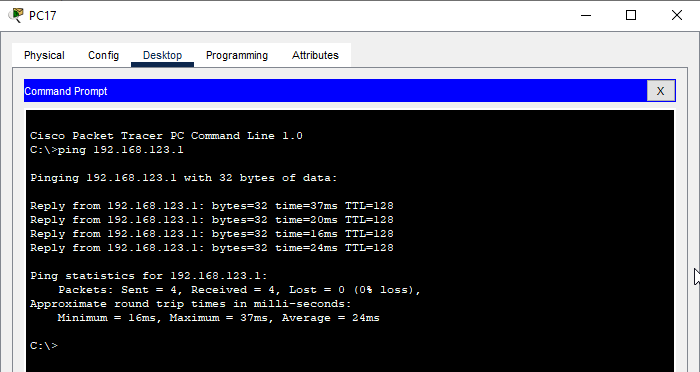 PC17
Physical Config Desktop Programming Attributes
Command Prompt
X
Cisco Packet Tracer PC Command Line 1.0
C:\>ping 192.168.123.1
Pinging 192.168.123.1 with 32 bytes of data:
Reply from 192.168.123.1: bytes=32 time=37ms TTL=128
Reply from 192.168.123.1: bytes=32 time=20ms TTL=128
Reply from 192.168.123.1: bytes=32 time=16ms TTL=128
Reply from 192.168.123.1: bytes=32 time=24ms TTL=128
Ping statistics for 192.168.123.1:
Packets: Sent = 4, Received = 4, Lost = 0 (0% loss),
Approximate round trip times in milli-seconds:
Minimum = 16ms, Maximum = 37ms, Average = 24ms
C:\>